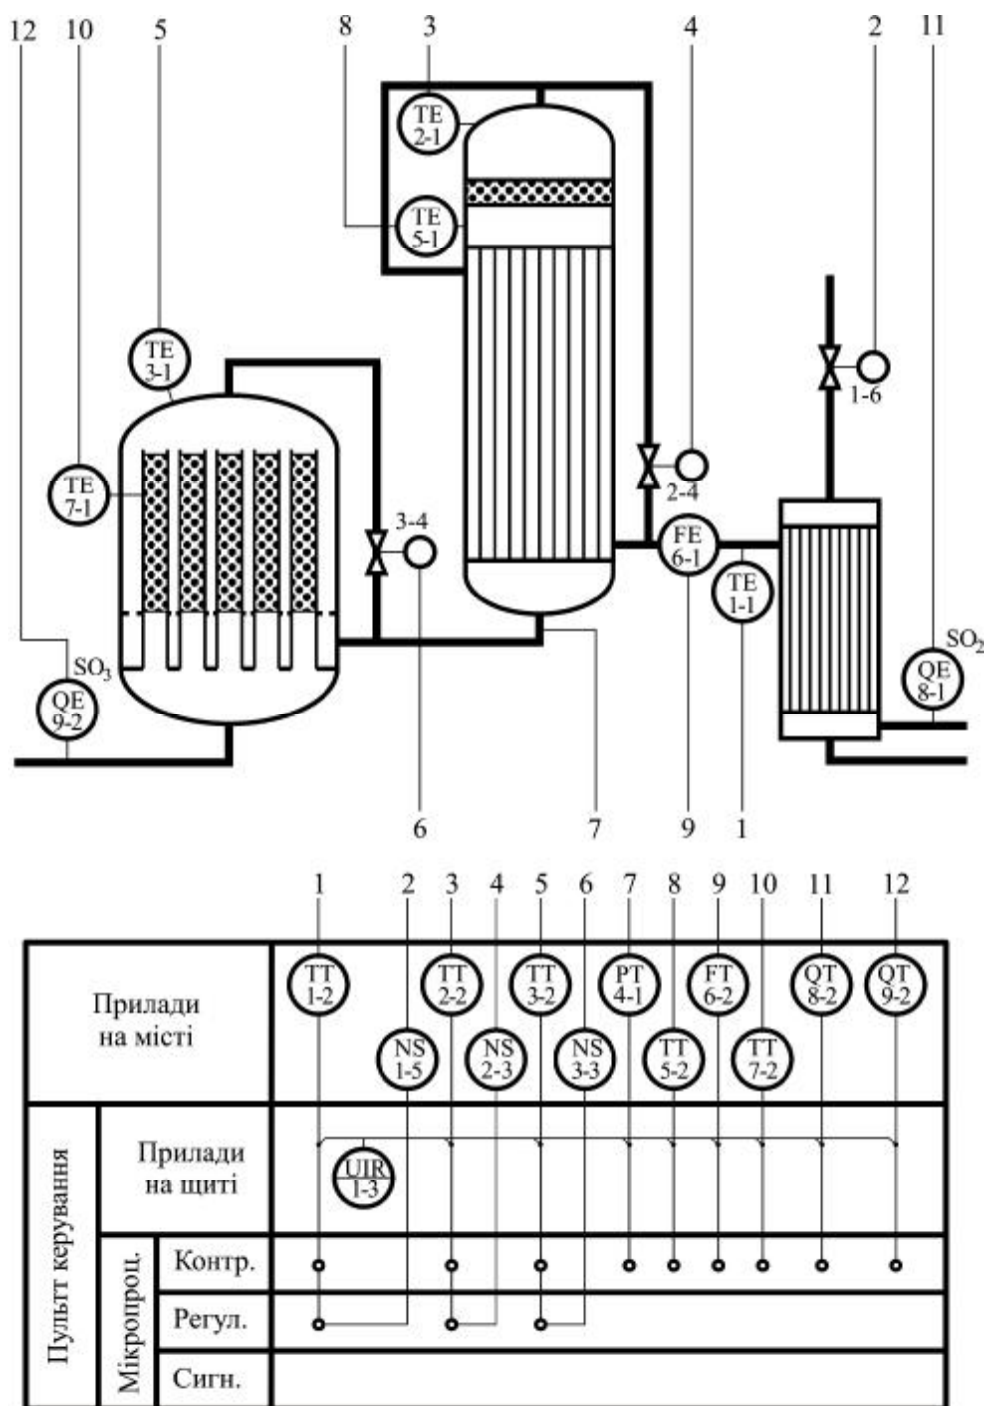 12 10 5 8 3 4 2 11
TE
2-1
TE
5-1
TE
3-1
1-6
TE
7-1
2-4
3-4
FE
6-1
TE
1-1
SO2
SO3
QE
8-1
QE
9-2
6 7 9 1
1 2 3 4 5 6 7 8 9 10 11 12
Прилади
на місті
TT
1-2
TT
2-2
TT
3-2
PT
4-1
FT
6-2
QT
8-2
QT
9-2
NS
1-5
NS
2-3
NS
3-3
TT
5-2
TT
7-2
Пультт керування
Прилади
на щиті
UIR
1-3
Мікропроц.
Контр.
Регул.
Сигн.